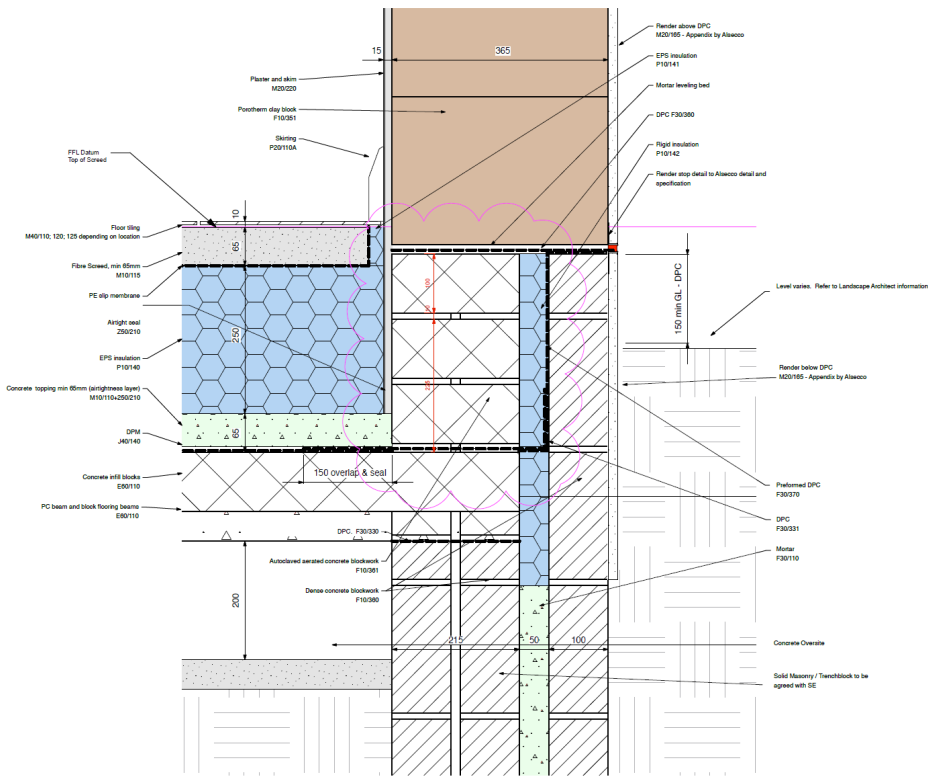 Render above DPC
M20/165 - Appendix by Alsecco
15
365
EPS insulation
P10/141
Plaster and skim
M20/220
Mortar leveling bed
Porotherm clay block
F10/351
DPC F30/360
Skirting
P20/110A
Rigid insulation
P10/142
FFL Datum
Top of Screed
Render stop detail to Alsecco detail and
specification
10
Floor tiling
M40/110; 120; 125 depending on location
65
Fibre Screed, min 65mm
M10/115
100
150 min GL - DPC
Level varies. Refer to Landscape Architect information
PE slip membrane
Airtight seal
Z50/210
250
EPS insulation
P10/140
225
Render below DPC
M20/165 - Appendix by Alsecco
Concrete topping min 65mm (airtightness layer)
M10/110+250/210
65
DPM
J40/140
150 overlap & seal
Concrete infill blocks
E60/110
Preformed DPC
F30/370
PC beam and block flooring beams
E60/110
DPC
F30/331
DPC, F30/330
Mortar
F30/110
Autoclaved aerated concrete blockwork
F10/361
Dense concrete blockwork
F10/360
200
215
50
100
Concrete Oversite
Solid Masonry / Trenchblock to be
agreed with SE